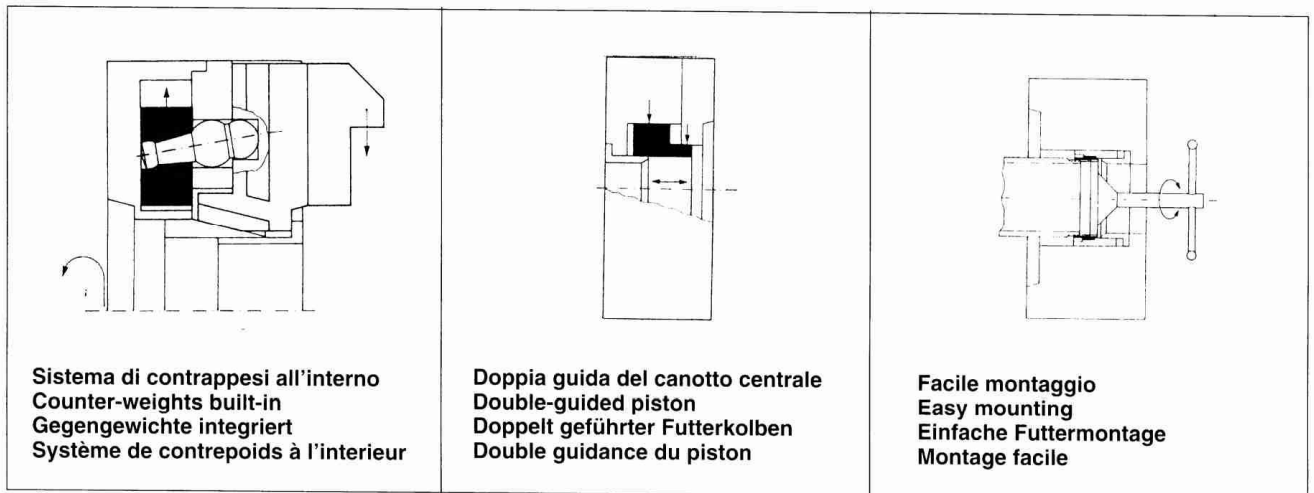 Sistema di contrappesi all'interno
Counter-weights built-in
Gegengewichte integriert
Système de contrepoids à l'interieur
Doppia guida del canotto centrale
Double-guided piston
Doppelt geführter Futterkolben
Double guidance du piston
Facile montaggio
Easy mounting
Einfache Futtermontage
Montage facile